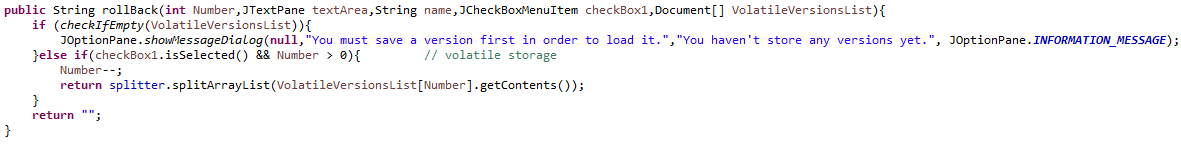 public String rollBack(int Number,JTextPane textArea,String name,JCheckBoxMenuItem checkBox1,Document[] VolatileVersionsList){
if (checkIfEmpty(VolatileVersionsList)){
JOptionPane.showMessageDialog(null,"You must save a version first in order to load it.","You haven't store any versions yet.", JOptionPane.INFORMATION_MESSAGE);
}else if(checkBox1.isSelected() && Number > 0){ // volatile storage
Number--;
return splitter.splitArrayList(VolatileVersionsList[Number].getContents());
}
return "";
}